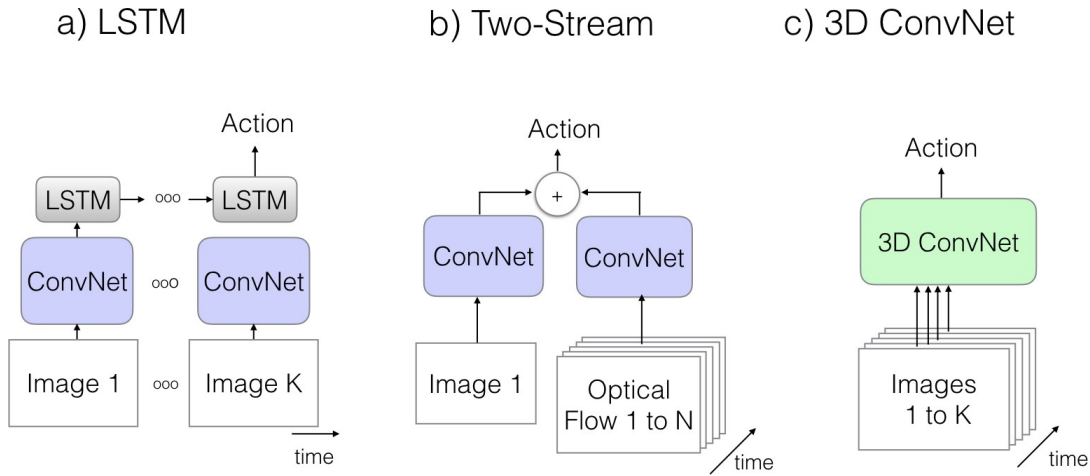 a) LSTM
Action
LSTM
ooo
LSTM
ConvNet
ooo
ConvNet
Image 1
ooo
Image K
time
b) Two-Stream
Action
+
ConvNet
ConvNet
Image 1
Optical
Flow 1 to N
time
c) 3D ConvNet
Action
3D ConvNet
Images
1 to K
time